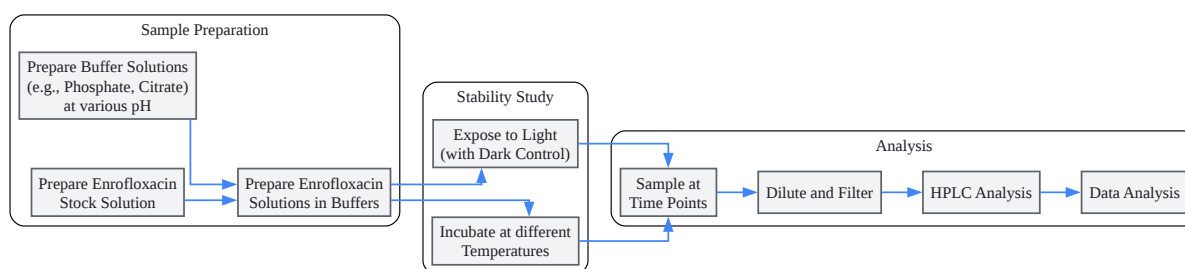 Sample Preparation
Prepare Buffer Solutions
(e.g., Phosphate, Citrate)
at various pH
Prepare Enrofloxacin
Stock Solution
Prepare Enrofloxacin
Solutions in Buffers
Stability Study
Expose to Light
(with Dark Control)
Incubate at different
Temperatures
Analysis
Sample at
Time Points
Dilute and Filter
HPLC Analysis
Data Analysis